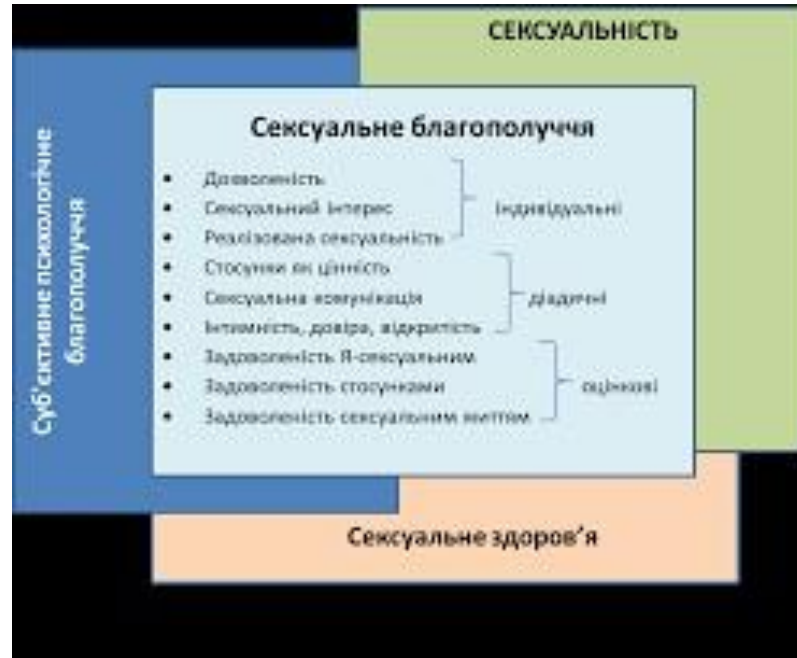 СЕКСУАЛЬНІСТЬ
Суб'єктивне психологічне
благополуччя
Сексуальне благополуччя
• Дозволеність
• Сексуальний інтерес
• Реалізована сексуальність
індивідуальні
• Стосунки як цінність
• Сексуальна комунікація
• Інтимність, довіра, відкритість
діадичні
• Задоволеність Я-сексуальним
• Задоволеність стосунками
• Задоволеність сексуальним життям
оцінкові
Сексуальне здоров'я